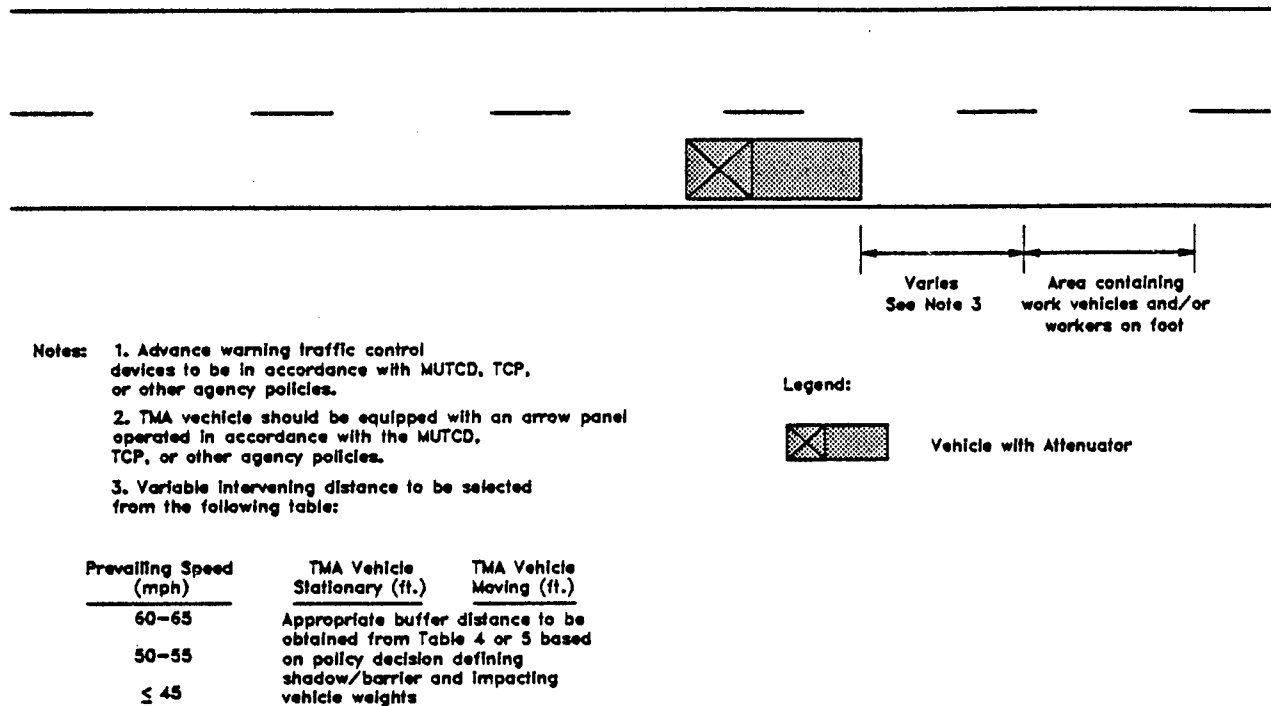 Varies
See Note 3
Area containing
work vehicles and/or
workers on foot
Notes: 1. Advance warning traffic control
devices to be in accordance with MUTCD, TCP,
or other agency policies.
2. TMA vechicle should be equipped with an arrow panel
operated in accordance with the MUTCD,
TCP, or other agency policies.
3. Variable intervening distance to be selected
from the following table:
Legend:
Vehicle with Attenuator
Prevailing Speed
(mph)
TMA Vehicle
Stationary (ft.)
TMA Vehicle
Moving (ft.)
60-65
50-55
≤ 45
Appropriate buffer distance to be
obtained from Table 4 or 5 based
on policy decision defining
shadow/barrier and impacting
vehicle weights